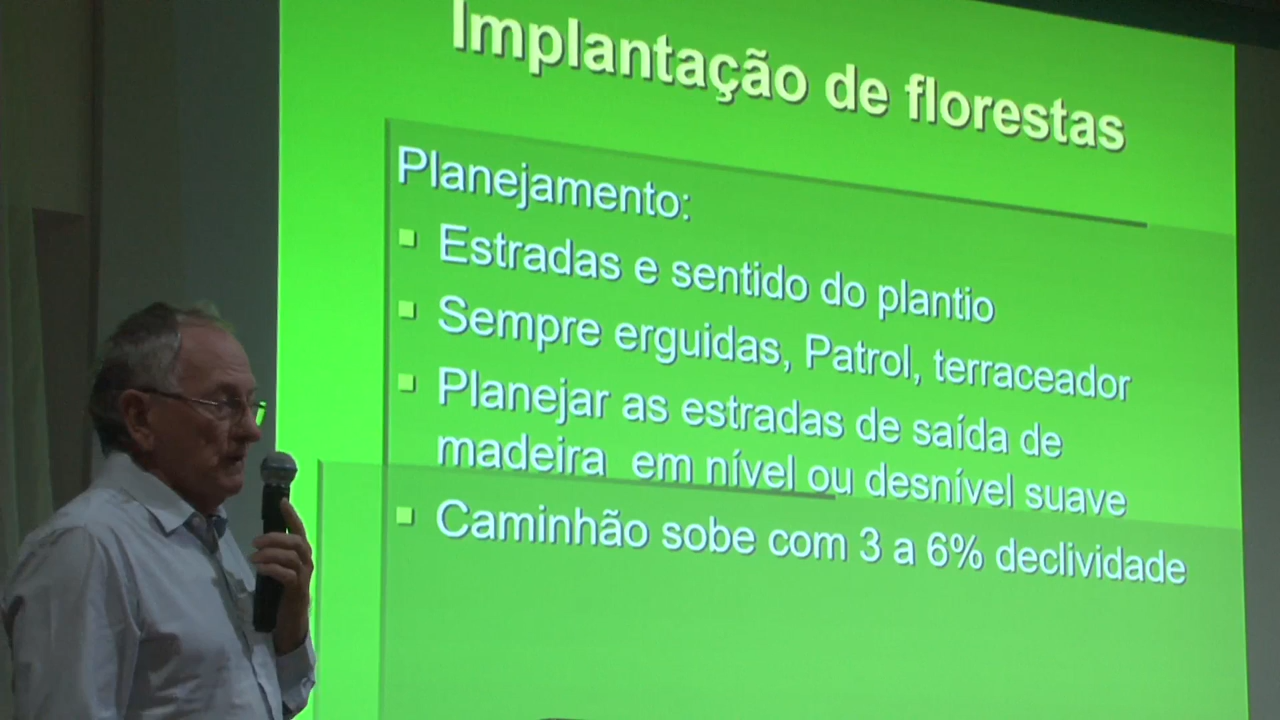 Implantação de florestas
Planejamento:
Estradas e sentido do plantio
Sempre erguidas, Patrol, terraceador
Planejar as estradas de saída de
madeira em nível ou desnível suave
Caminhão sobe com 3 a 6% declividade